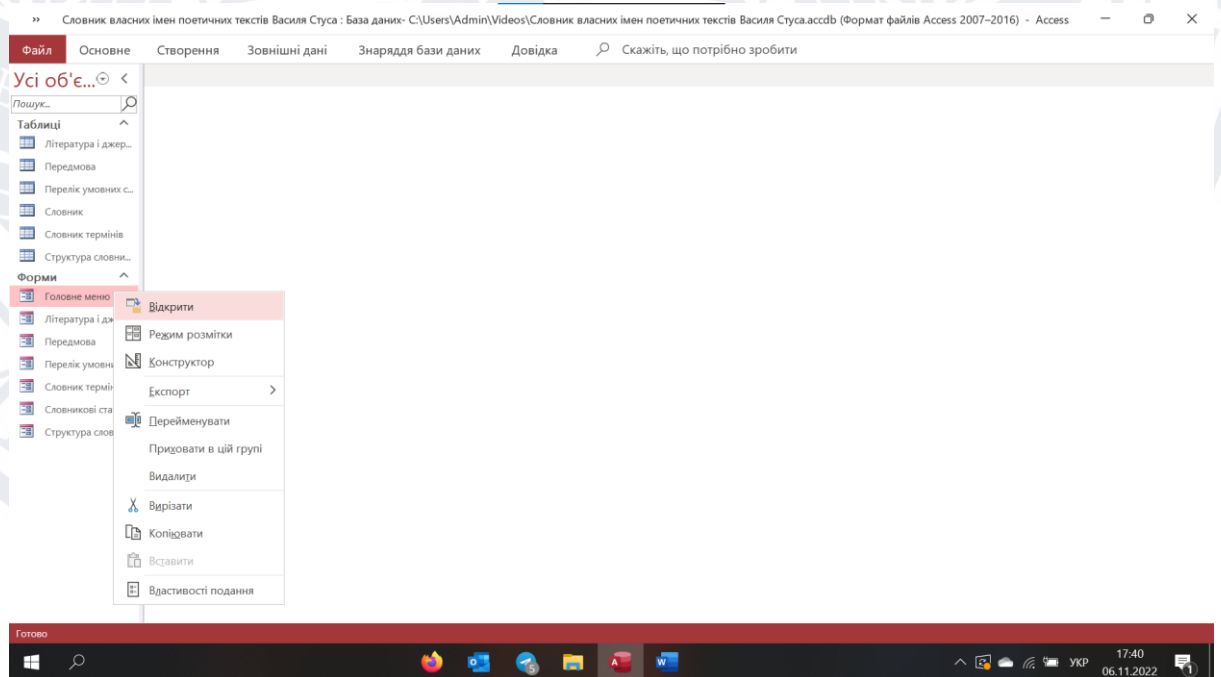 Словник власних імен поетичних текстів Василя Стуса : База даних- C:\Users\Admin\Videos\Словник власних імен поетичних текстів Василя Стуса.accdb (Формат файлів Access 2007–2016) - Access
Файл Основне Створення Зовнішні дані Знаряддя бази даних Довідка Скажіть, що потрібно зробити
Усі об'є...
Пошук...
Таблиці
Література і джер...
Передмова
Перелік умовних с...
Словник
Словник термінів
Структура словни...
Форми
Головне меню
Література і дж
Передмова
Перелік умовн
Словник термін
Словникові ста
Структура слов
Відкрити
Режим розмітки
Конструктор
Експорт
Перейменувати
Приховати в цій групі
Видалити
Вирізати
Копіювати
Вставити
Властивості подання
Готово
УКР
17:40
06.11.2022